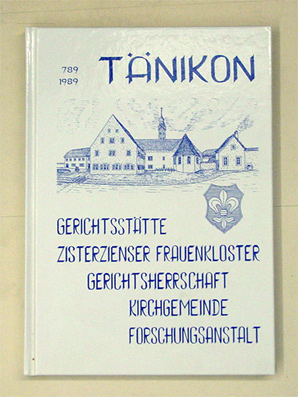 789
1989
TÄNIKON
GERICHTSSTÄTTE
ZISTERZIENSER FRAUENKLOSTER
GERICHTSHERRSCHAFT
KIRCHGEMEINDE
FORSCHUNGSANSTALT